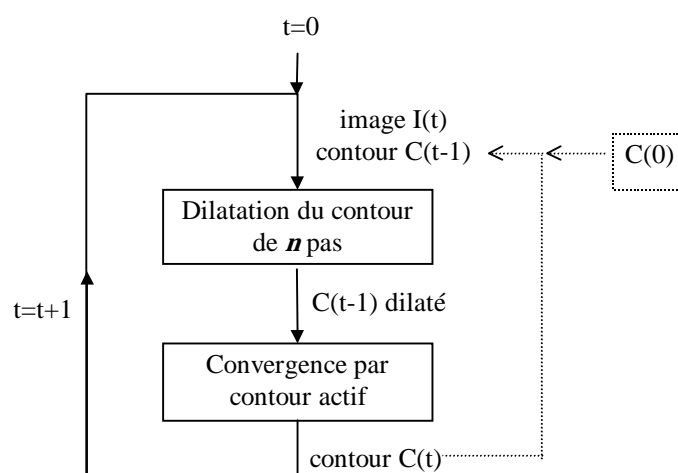 t=0
image I(t)
contour C(t-1)
C(0)
Dilatation du contour
de n pas
t=t+1
C(t-1) dilaté
Convergence par
contour actif
contour C(t)